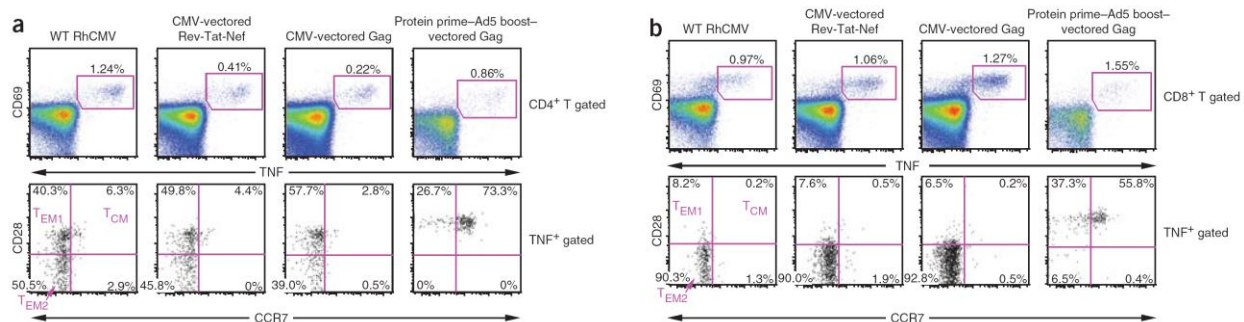 a
WT RhCMV
CMV-vectored
Rev-Tat-Nef
CMV-vectored Gag
Protein prime–Ad5 boost–
vectored Gag
1.24%
0.41%
0.22%
0.86%
CD69
CD4+ T gated
TNF
40.3%
6.3%
49.8%
4.4%
57.7%
2.8%
26.7%
73.3%
TEM1
TCM
CD28
TNF+ gated
50.5%
2.9%
45.8%
0%
39.0%
0.5%
0%
0%
TEM2
CCR7
b
WT RhCMV
CMV-vectored
Rev-Tat-Nef
CMV-vectored Gag
Protein prime–Ad5 boost–
vectored Gag
0.97%
1.06%
1.27%
1.55%
CD69
CD8+ T gated
TNF
8.2%
0.2%
7.6%
0.5%
6.5%
0.2%
37.3%
55.8%
TEM1
TCM
CD28
TNF+ gated
90.3%
1.3%
90.0%
1.9%
92.8%
0.5%
6.5%
0.4%
TEM2
CCR7